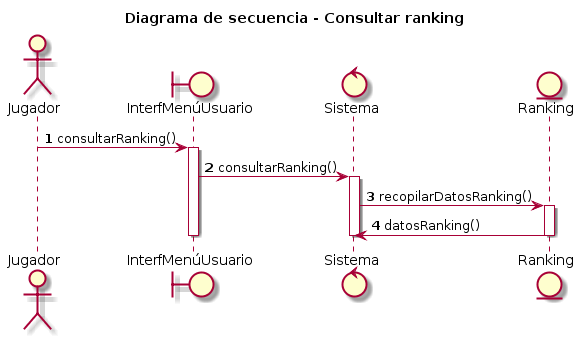 Diagrama de secuencia - Consultar ranking
Jugador
InterfMenúUsuario
Sistema
Ranking
1 consultarRanking()
2 consultarRanking()
3 recopilarDatosRanking()
4 datosRanking()
Jugador
InterfMenúUsuario
Sistema
Ranking